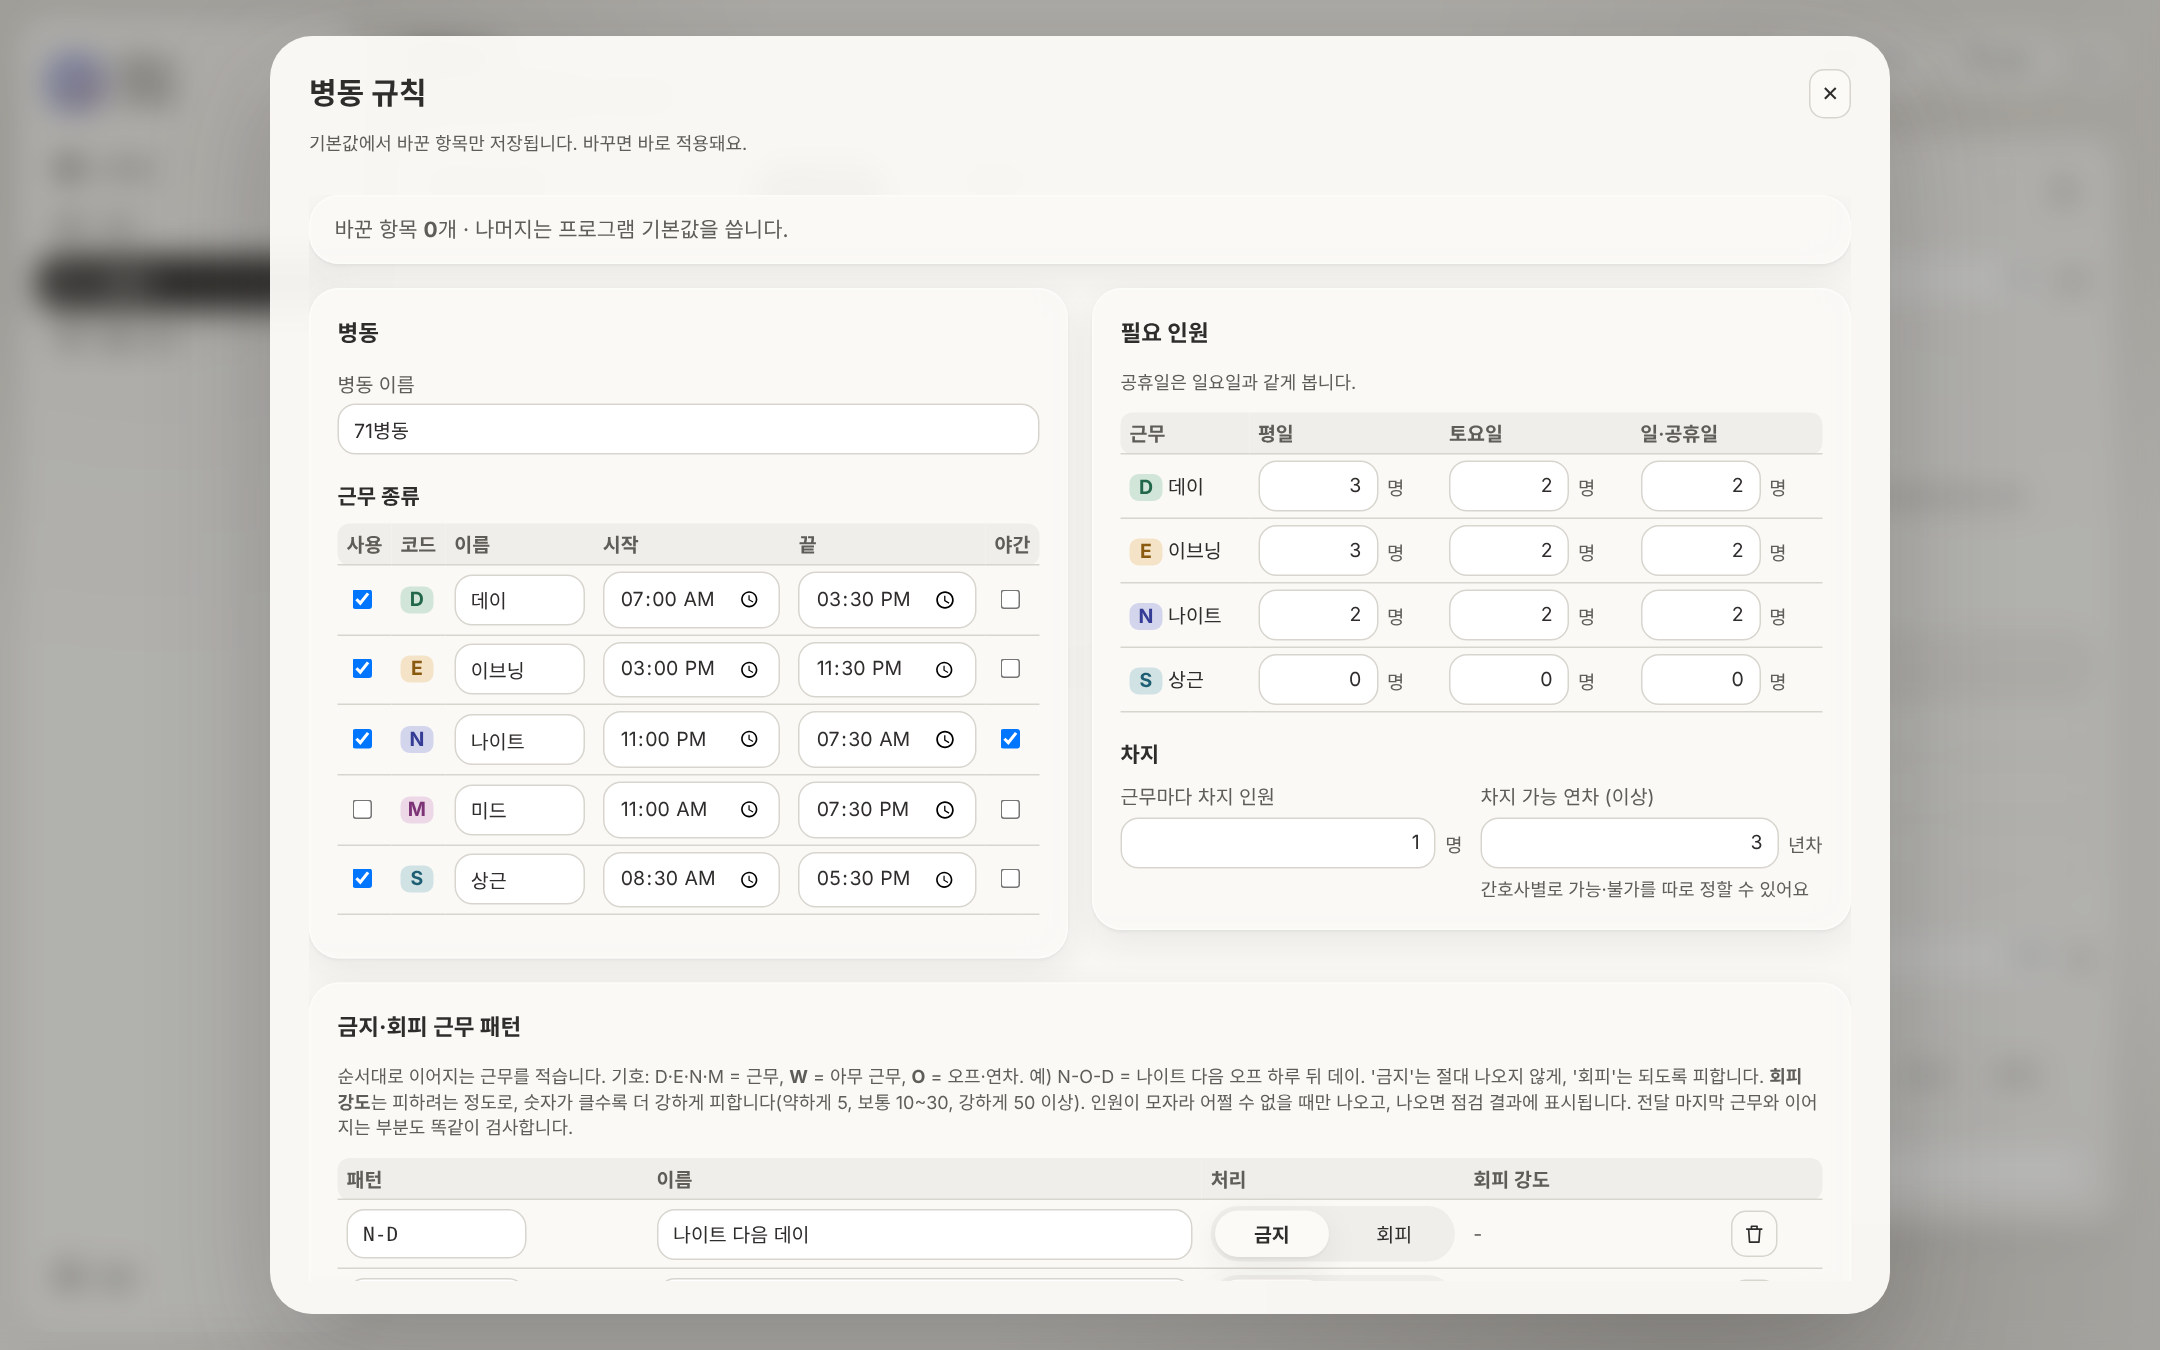 병동 규칙
기본값에서 바꾼 항목만 저장됩니다. 바꾸면 바로 적용돼요.
바꾼 항목 0개 · 나머지는 프로그램 기본값을 씁니다.
병동
병동 이름
71병동
근무 종류
사용 코드 이름 시작 끝 야간
D 데이 07:00 AM 03:30 PM
E 이브닝 03:00 PM 11:30 PM
N 나이트 11:00 PM 07:30 AM
M 미드 11:00 AM 07:30 PM
S 상근 08:30 AM 05:30 PM
필요 인원
공휴일은 일요일과 같게 봅니다.
근무 평일 토요일 일·공휴일
D 데이 3 명 2 명 2 명
E 이브닝 3 명 2 명 2 명
N 나이트 2 명 2 명 2 명
S 상근 0 명 0 명 0 명
차지
근무마다 차지 인원 차지 가능 연차 (이상)
1 명 3 년차
간호사별로 가능·불가를 따로 정할 수 있어요
금지·회피 근무 패턴
순서대로 이어지는 근무를 적습니다. 기호: D·E·N·M = 근무, W = 아무 근무, O = 오프·연차. 예) N-O-D = 나이트 다음 오프 하루 뒤 데이. '금지'는 절대 나오지 않게, '회피'는 되도록 피합니다. 회피
강도는 피하려는 정도로, 숫자가 클수록 더 강하게 피합니다(약하게 5, 보통 10~30, 강하게 50 이상). 인원이 모자라 어쩔 수 없을 때만 나오고, 나오면 점검 결과에 표시됩니다. 전달 마지막 근무와 이어
지는 부분도 똑같이 검사합니다.
패턴 이름 처리 회피 강도
N-D 나이트 다음 데이 금지 회피 -